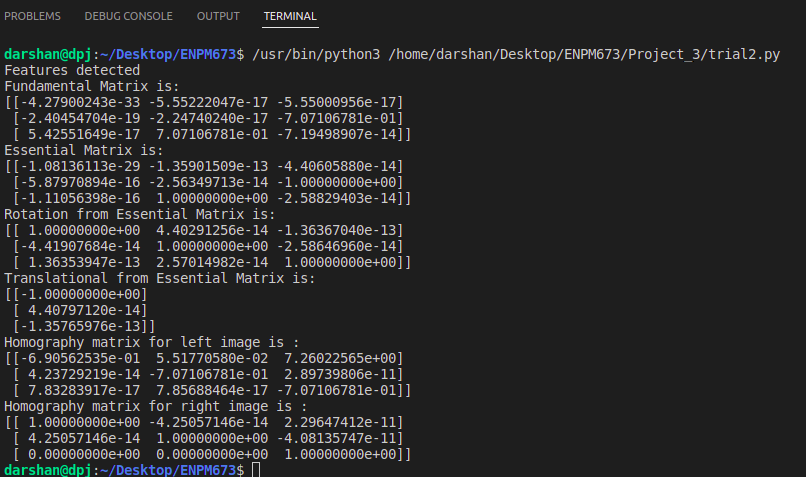 PROBLEMS DEBUG CONSOLE OUTPUT TERMINAL
darshan@dpj:~/Desktop/ENPM673$ /usr/bin/python3 /home/darshan/Desktop/ENPM673/Project_3/trial2.py
Features detected
Fundamental Matrix is:
[[-4.27900243e-33 -5.55222047e-17 -5.55000956e-17]
 [-2.40454704e-19 -2.24740240e-17 -7.07106781e-01]
 [ 5.42551649e-17  7.07106781e-01 -7.19498907e-14]]
Essential Matrix is:
[[-1.08136113e-29 -1.35901509e-13 -4.40605880e-14]
 [-5.87970894e-16 -2.56349713e-14 -1.00000000e+00]
 [-1.11056398e-16  1.00000000e+00 -2.58829403e-14]]
Rotation from Essential Matrix is:
[[ 1.00000000e+00  4.40291256e-14 -1.36367040e-13]
 [-4.41907684e-14  1.00000000e+00 -2.58646960e-14]
 [ 1.36353947e-13  2.57014982e-14  1.00000000e+00]]
Translational from Essential Matrix is:
[[-1.00000000e+00]
 [ 4.40797120e-14]
 [-1.35765976e-13]]
Homography matrix for left image is :
[[-6.90562535e-01  5.51770580e-02  7.26022565e+00]
 [ 4.23729219e-14 -7.07106781e-01  2.89739806e-11]
 [ 7.83283917e-17  7.85688464e-17 -7.07106781e-01]]
Homography matrix for right image is :
[[ 1.00000000e+00 -4.25057146e-14  2.29647412e-11]
 [ 4.25057146e-14  1.00000000e+00 -4.08135747e-11]
 [ 0.00000000e+00  0.00000000e+00  1.00000000e+00]]
darshan@dpj:~/Desktop/ENPM673$